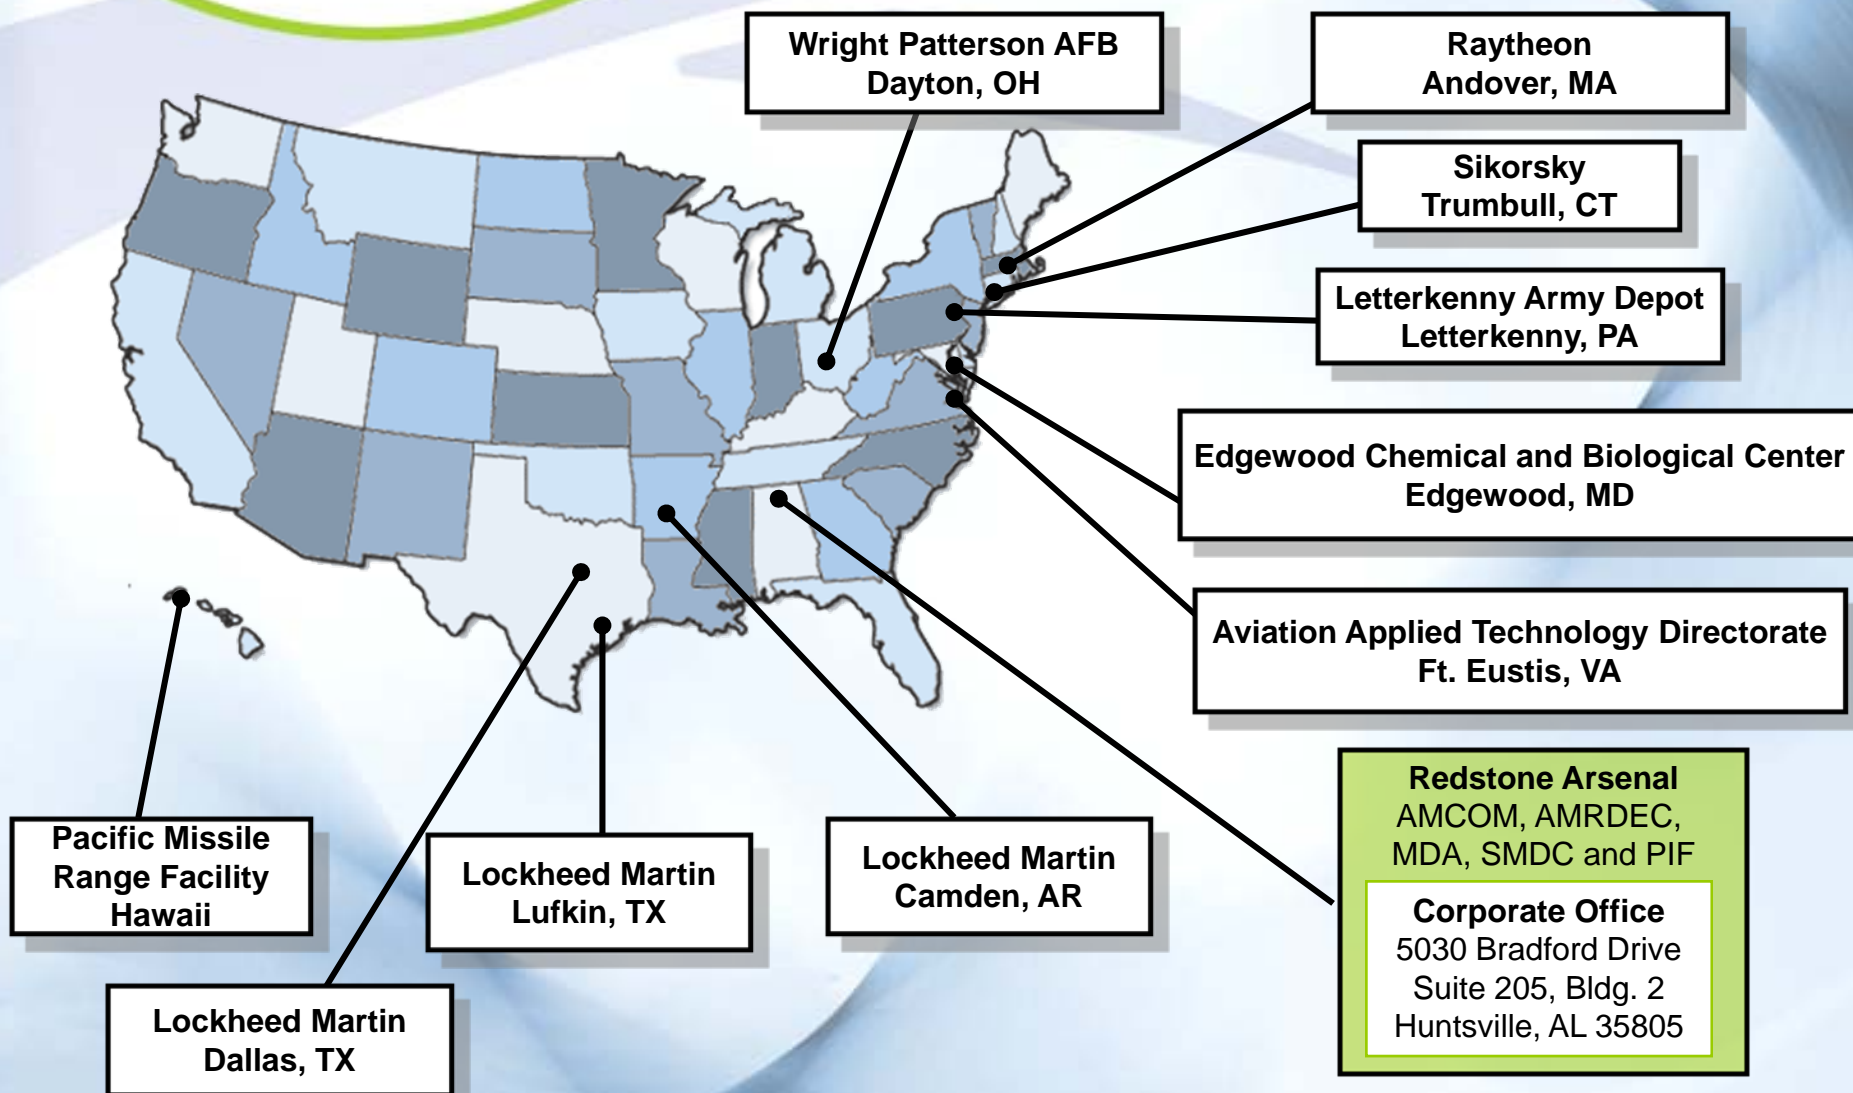 Wright Patterson AFB
Dayton, OH
Raytheon
Andover, MA
Sikorsky
Trumbull, CT
Letterkenny Army Depot
Letterkenny, PA
Edgewood Chemical and Biological Center
Edgewood, MD
Aviation Applied Technology Directorate
Ft. Eustis, VA
Redstone Arsenal
AMCOM, AMRDEC,
MDA, SMDC and PIF
Corporate Office
5030 Bradford Drive
Suite 205, Bldg. 2
Huntsville, AL 35805
Pacific Missile
Range Facility
Hawaii
Lockheed Martin
Lufkin, TX
Lockheed Martin
Camden, AR
Lockheed Martin
Dallas, TX